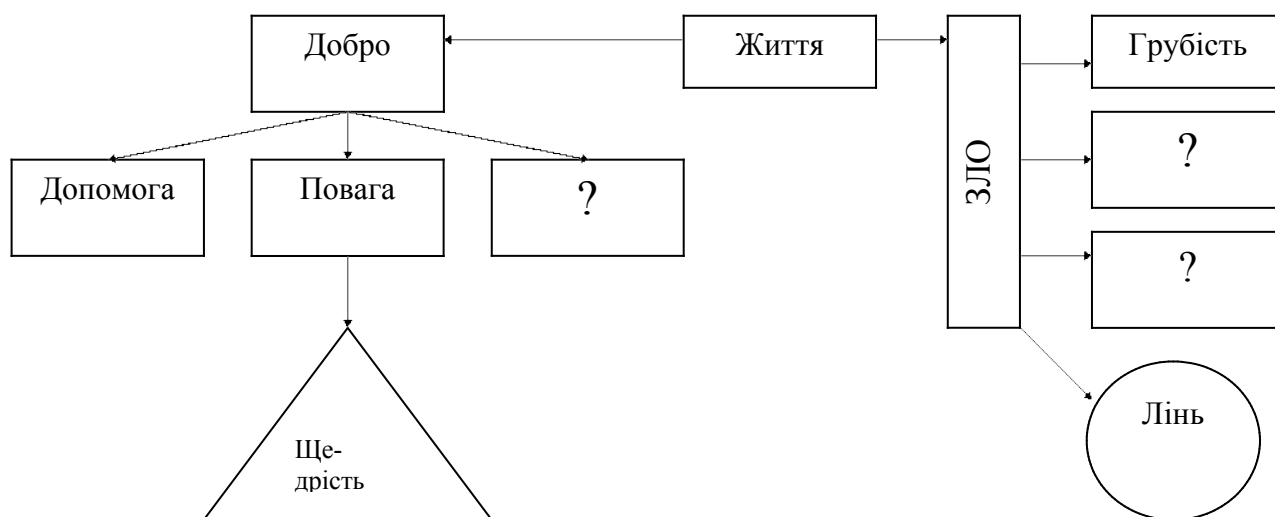 Добро
Життя
Грубість
Допомога
Повага
?
ЗЛО
?
?
Лінь
Ще-
дрість